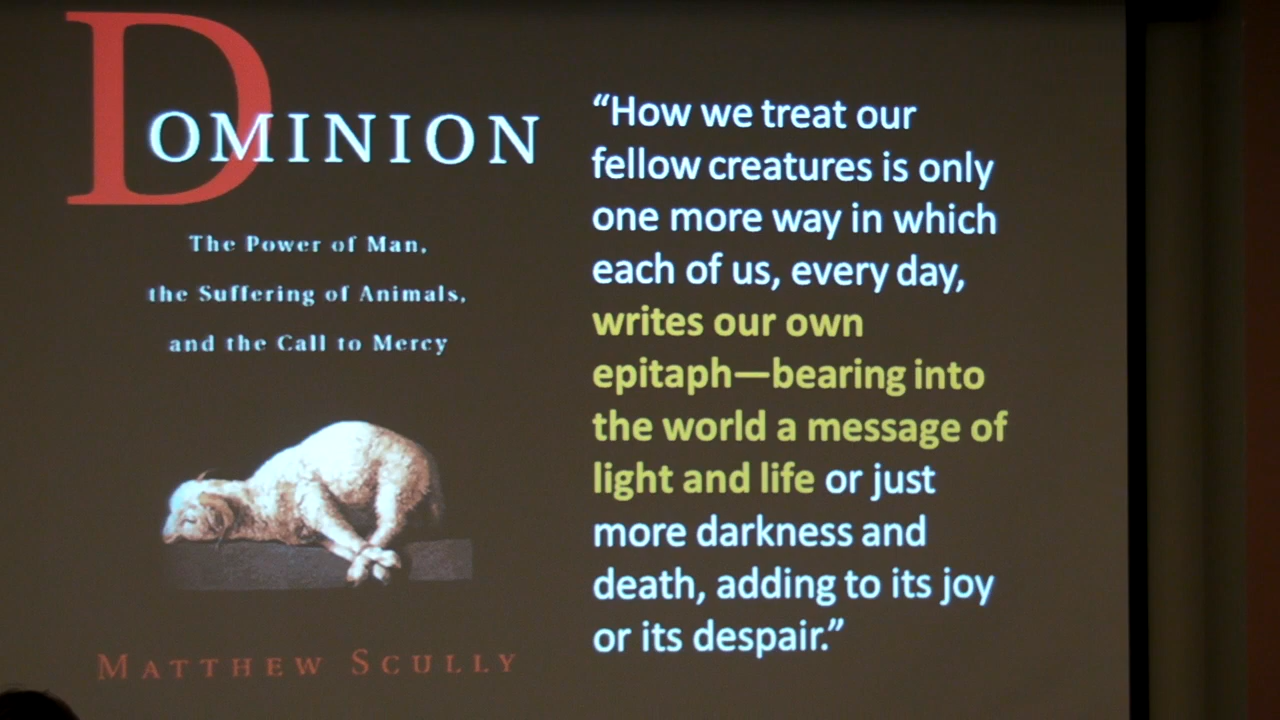 DOMINION
The Power of Man,
the Suffering of Animals,
and the Call to Mercy
MATTHEW SCULLY
“How we treat our
fellow creatures is only
one more way in which
each of us, every day,
writes our own
epitaph—bearing into
the world a message of
light and life or just
more darkness and
death, adding to its joy
or its despair.”